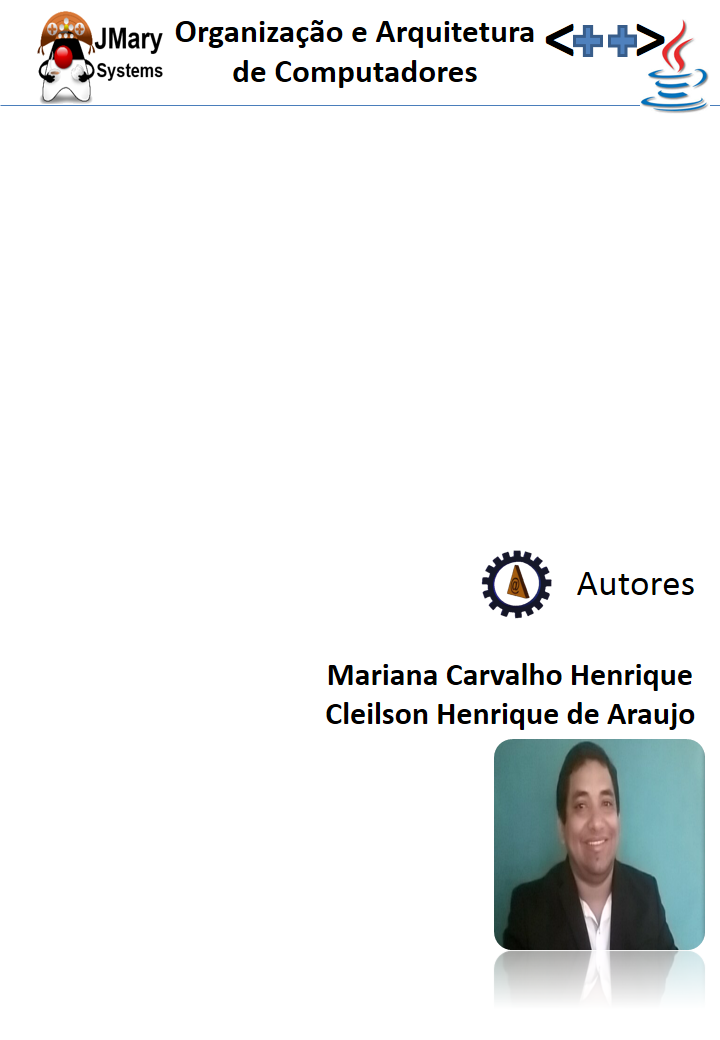 JMary
Systems
Organização e Arquitetura
de Computadores
<++>
Autores
Mariana Carvalho Henrique
Cleilson Henrique de Araujo